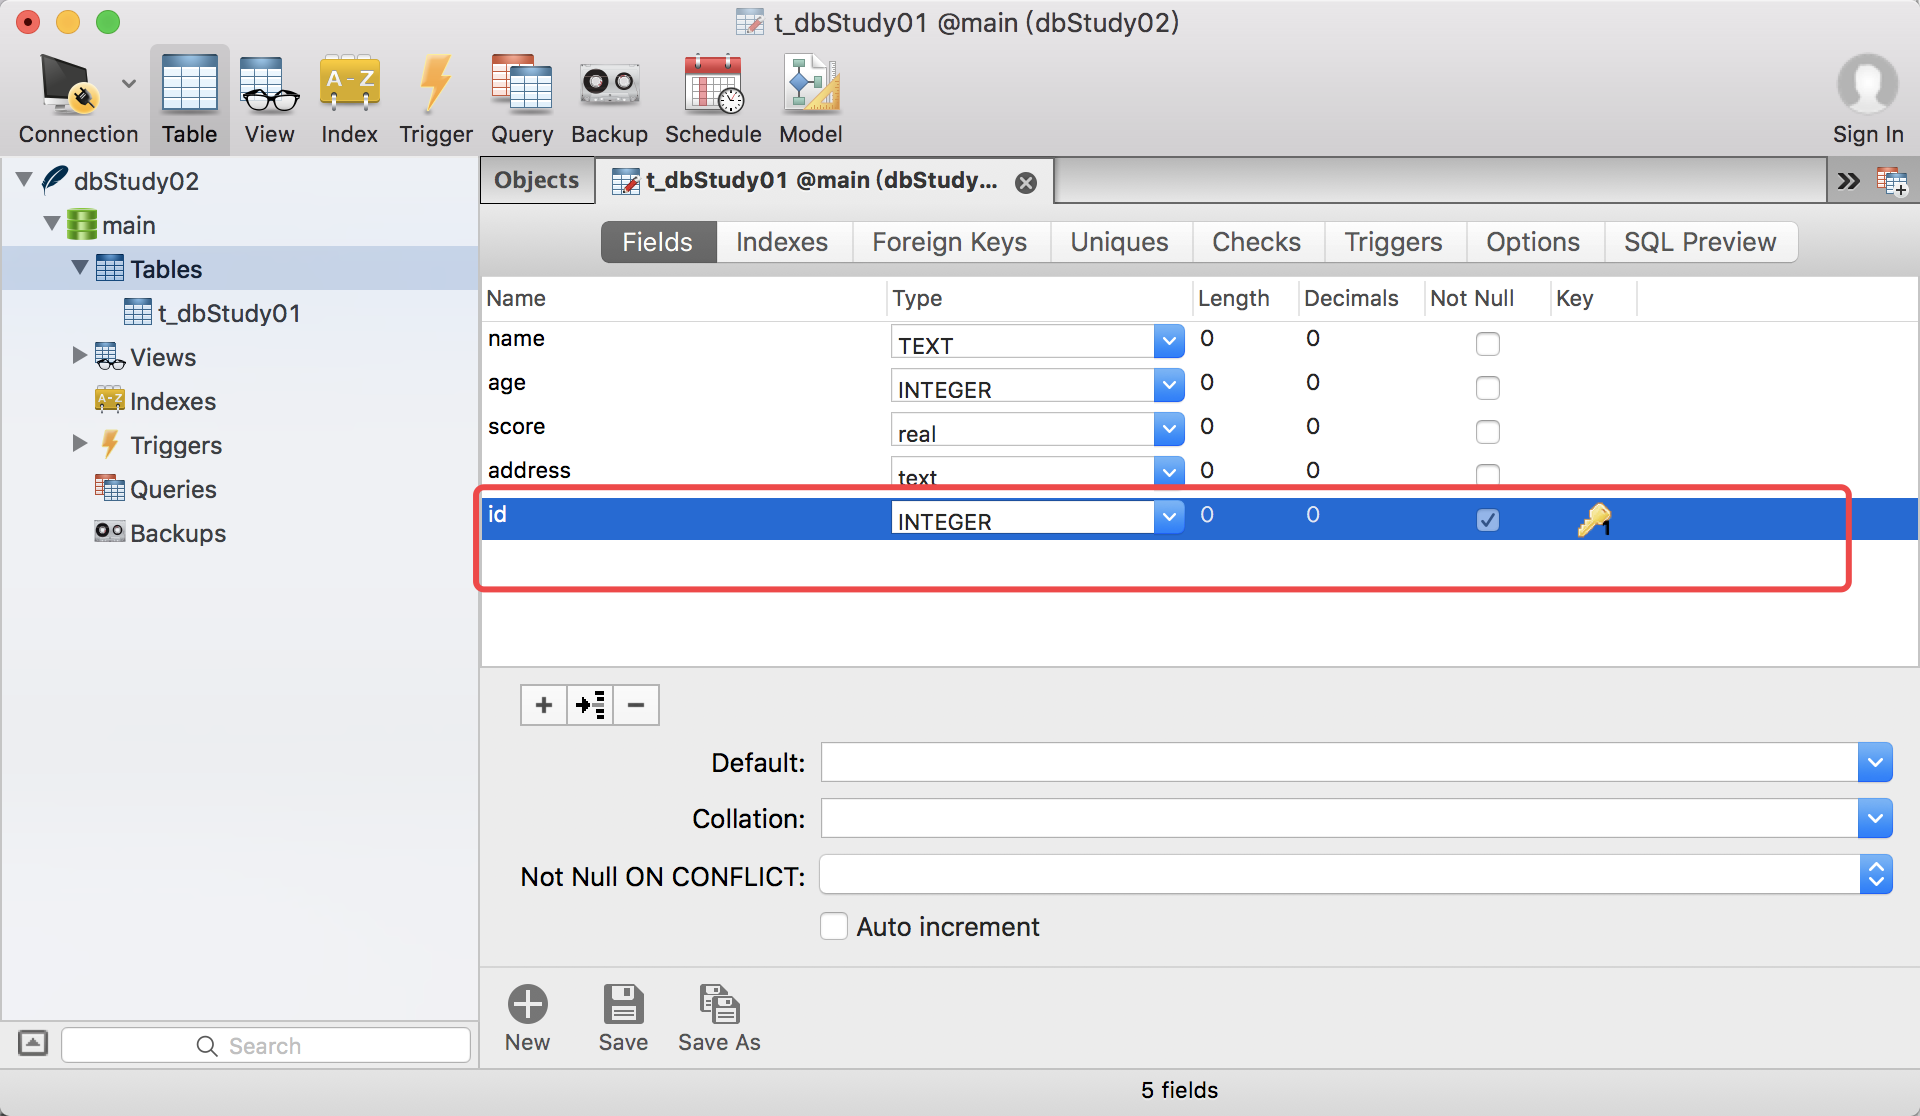 t_dbStudy01 @main (dbStudy02)
Connection Table View Index Trigger Query Backup Schedule Model Sign In
A-Z
dbStudy02
main
Tables
t_dbStudy01
Views
A-Z Indexes
Triggers
Queries
Backups
Search
Objects t_dbStudy01 @main (dbStudy...
Fields Indexes Foreign Keys Uniques Checks Triggers Options SQL Preview
Name Type Length Decimals Not Null Key
name TEXT 0 0
age INTEGER 0 0
score real 0 0
address text 0 0
id INTEGER 0 0 1
Default:
Collation:
Not Null ON CONFLICT:
Auto increment
New Save Save As
5 fields